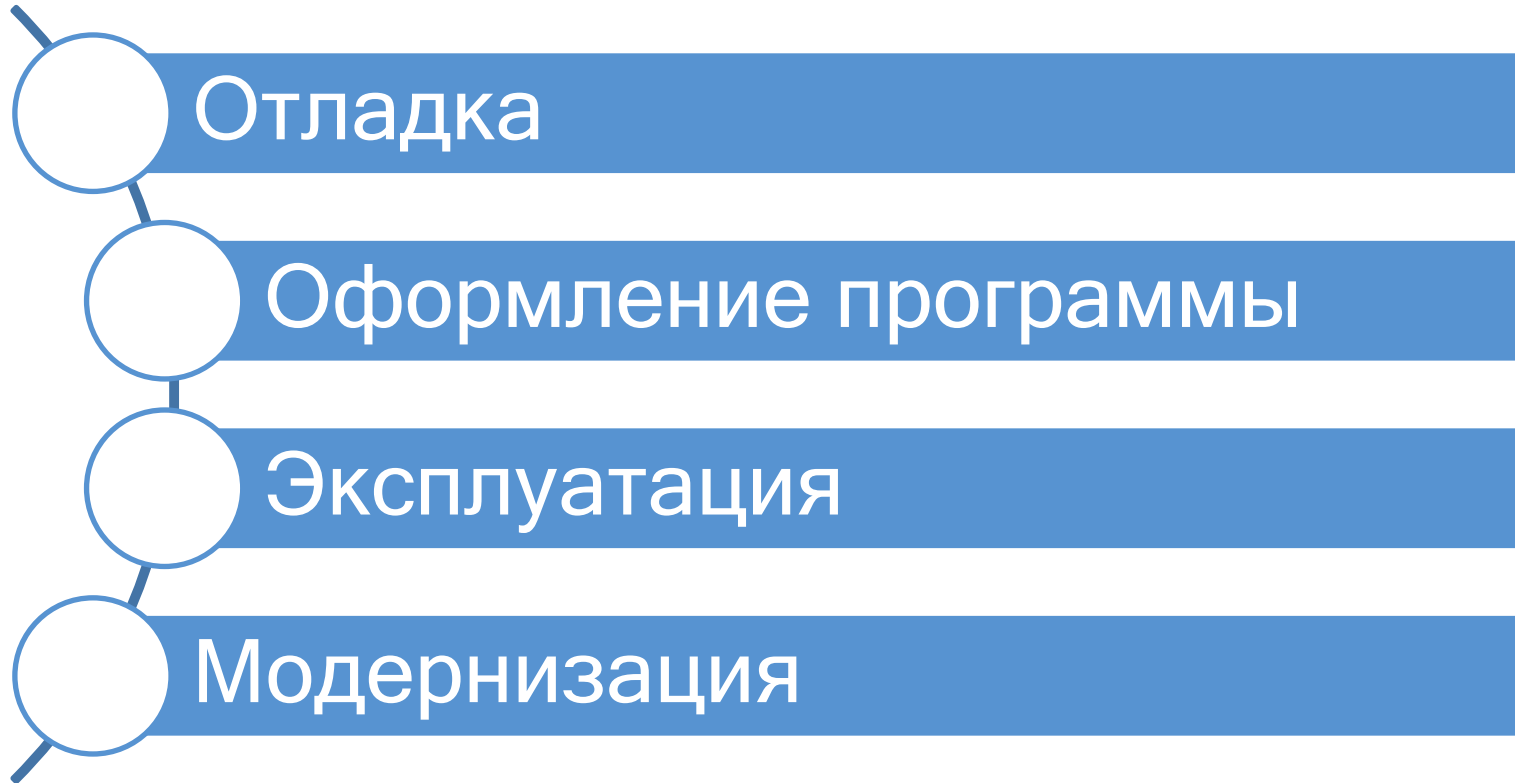 Отладка
Оформление программы
Эксплуатация
Модернизация